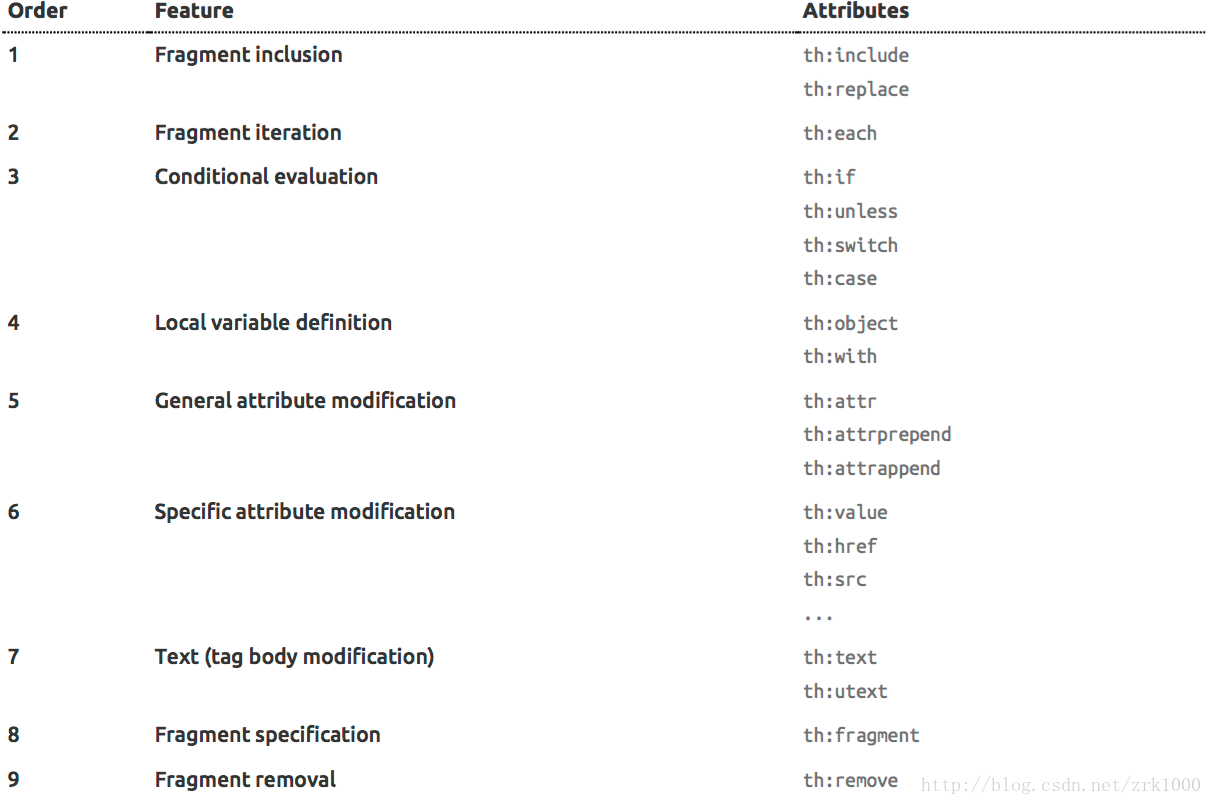 Order Feature Attributes
1 Fragment inclusion th:include
th:replace
2 Fragment iteration th:each
3 Conditional evaluation th:if
th:unless
th:switch
th:case
4 Local variable definition th:object
th:with
5 General attribute modification th:attr
th:attrprepend
th:attrappend
6 Specific attribute modification th:value
th:href
th:src
...
7 Text (tag body modification) th:text
th:utext
8 Fragment specification th:fragment
9 Fragment removal th:remove
http://blog.csdn.net/zrk1000